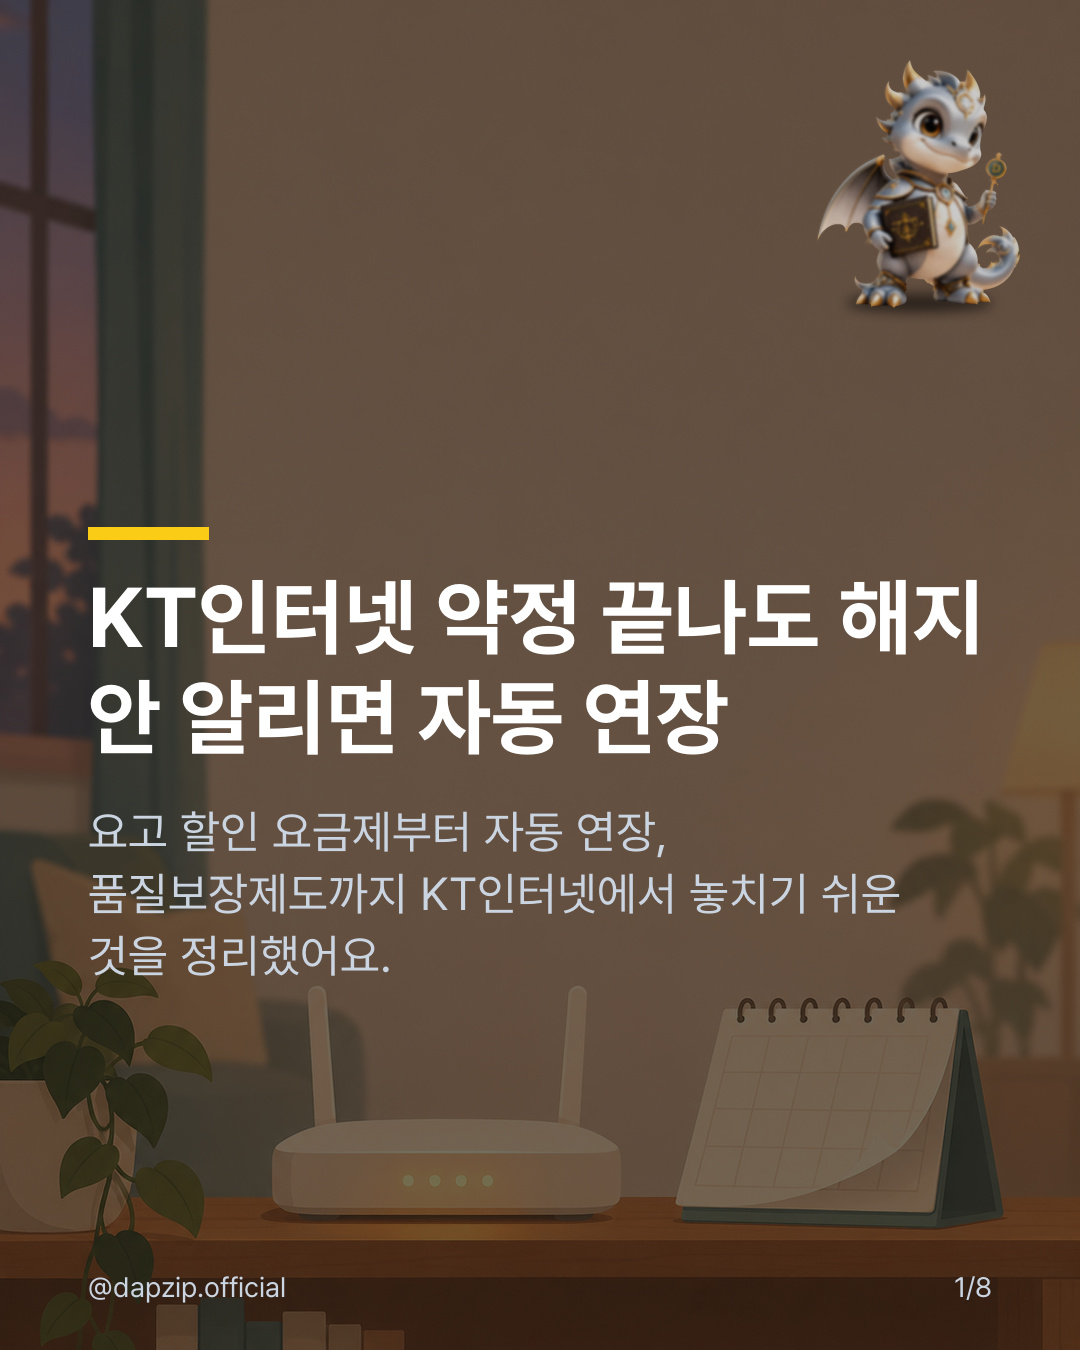 KT인터넷 약정 끝나도 해지
안 알리면 자동 연장
요고 할인 요금제부터 자동 연장,
품질보장제도까지 KT인터넷에서 놓치기 쉬운
것을 정리했어요.
@dapzip.official
1/8